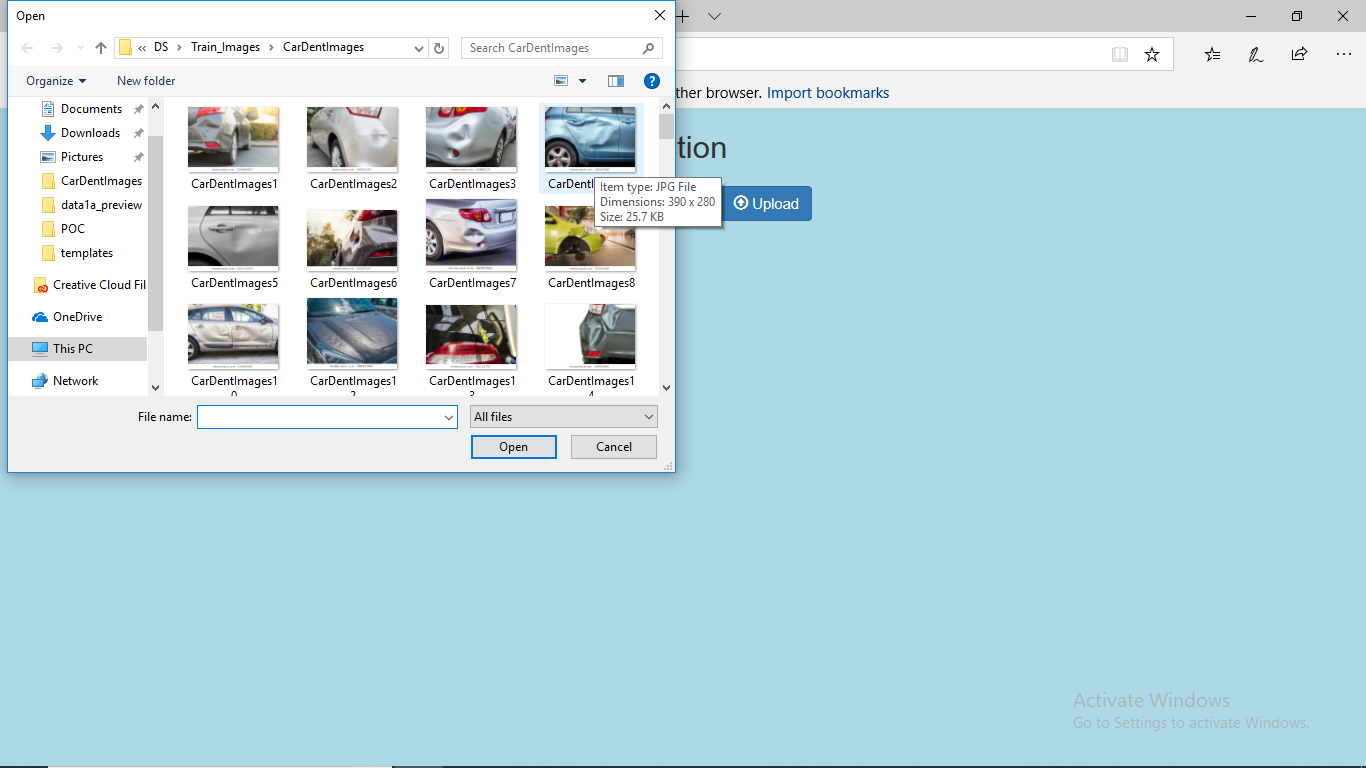 Open
« DS > Train_Images > CarDentImages
Search CarDentImages
Organize
New folder
ther browser. Import bookmarks
Documents
Downloads
Pictures
CarDentImages
data1a_preview
POC
templates
Creative Cloud Fil
OneDrive
This PC
Network
CarDentImages1
CarDentImages2
CarDentImages3
CarDentI
Item type: JPG File
Dimensions: 390 x 280
Size: 25.7 KB
tion
Upload
CarDentImages5
CarDentImages6
CarDentImages7
CarDentImages8
CarDentImages1
0
CarDentImages1
2
CarDentImages1
3
CarDentImages1
4
File name:
All files
Open
Cancel
Activate Windows
Go to Settings to activate Windows.